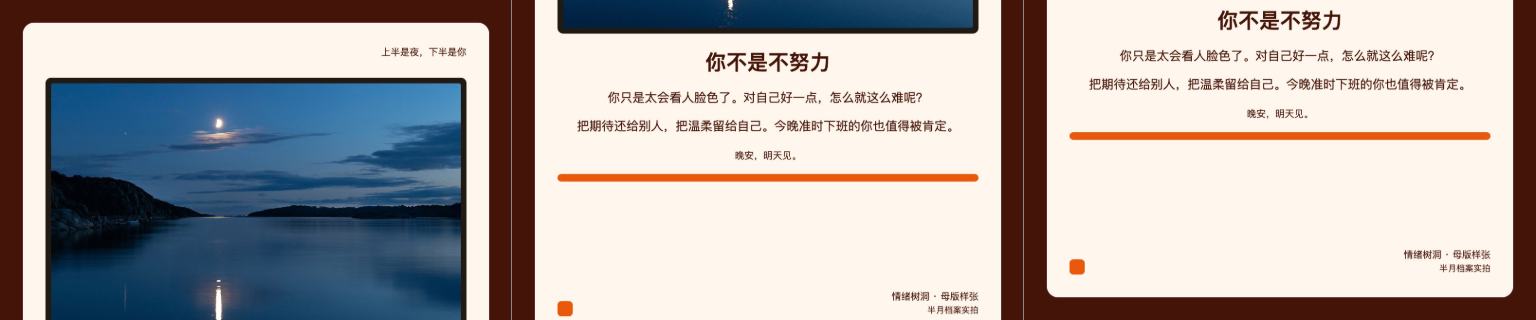 上半是夜，下半是你
你不是不努力
你只是太会看人脸色了。对自己好一点，怎么就这么难呢？
把期待还给别人，把温柔留给自己。今晚准时下班的你也值得被肯定。
晚安，明天见。
情绪树洞 · 母版样张
半月档案实拍
你不是不努力
你只是太会看人脸色了。对自己好一点，怎么就这么难呢？
把期待还给别人，把温柔留给自己。今晚准时下班的你也值得被肯定。
晚安，明天见。
情绪树洞 · 母版样张
半月档案实拍